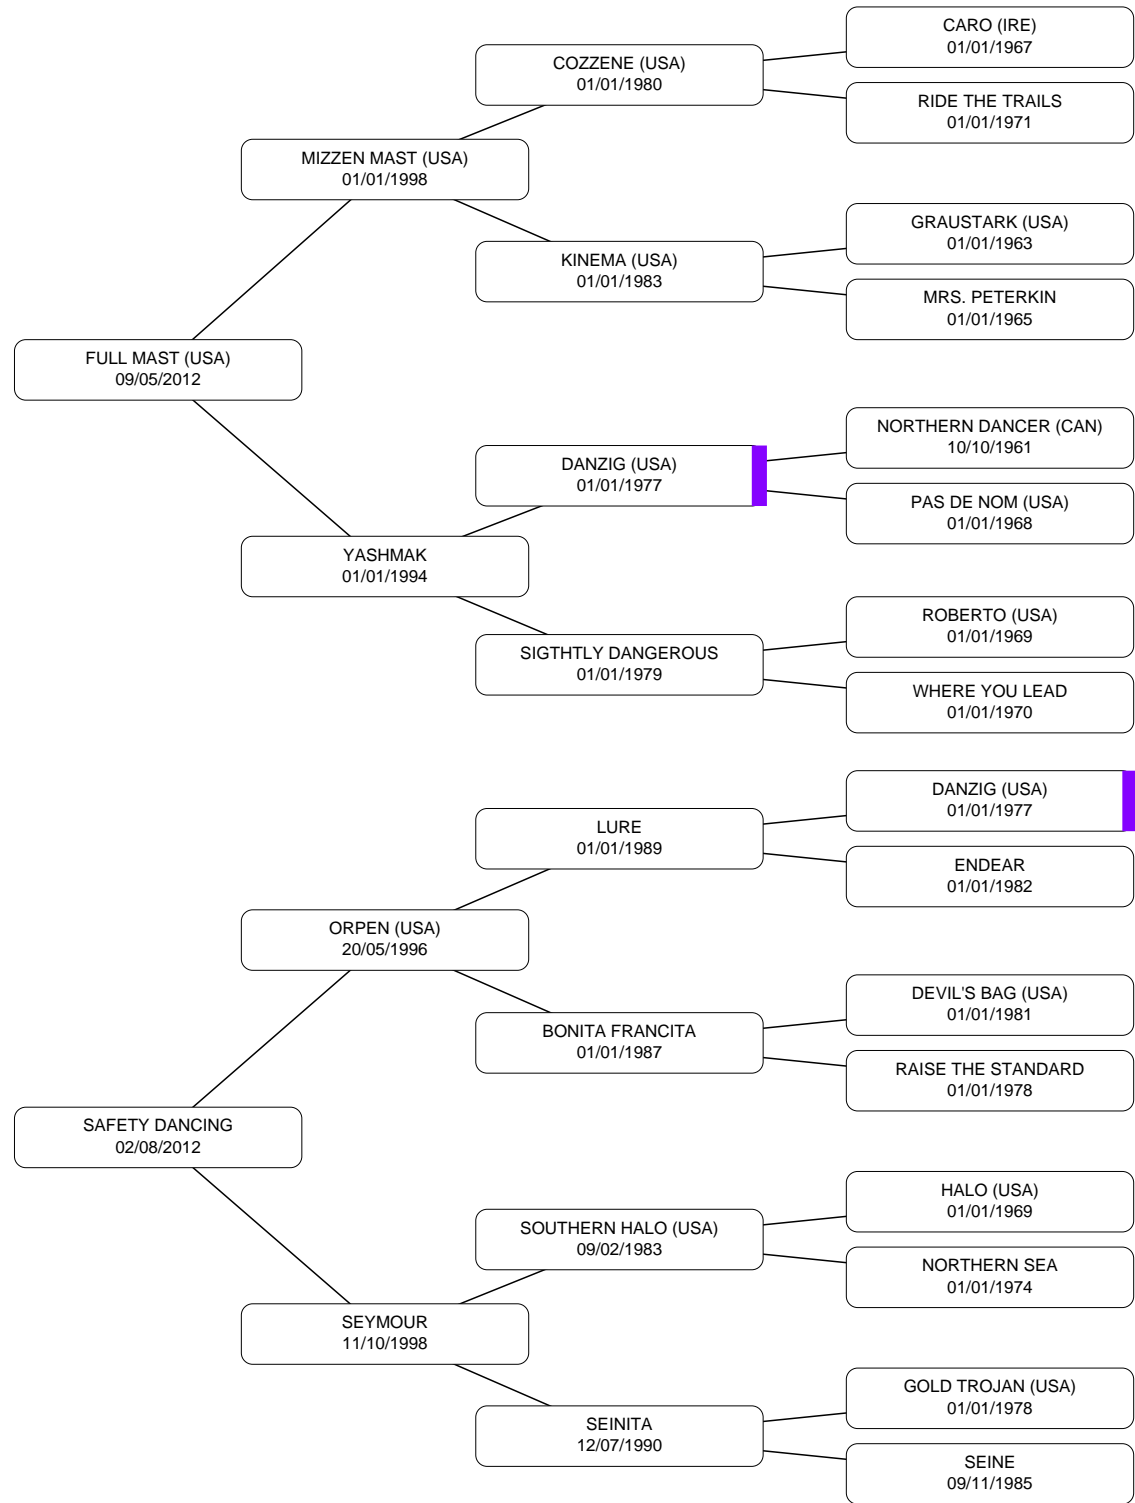 CARO (IRE)
01/01/1967
COZZENE (USA)
01/01/1980
RIDE THE TRAILS
01/01/1971
MIZZEN MAST (USA)
01/01/1998
GRAUSTARK (USA)
01/01/1963
KINEMA (USA)
01/01/1983
MRS. PETERKIN
01/01/1965
FULL MAST (USA)
09/05/2012
NORTHERN DANCER (CAN)
10/10/1961
DANZIG (USA)
01/01/1977
PAS DE NOM (USA)
01/01/1968
YASHMAK
01/01/1994
ROBERTO (USA)
01/01/1969
SIGTHTLY DANGEROUS
01/01/1979
WHERE YOU LEAD
01/01/1970
DANZIG (USA)
01/01/1977
LURE
01/01/1989
ENDEAR
01/01/1982
ORPEN (USA)
20/05/1996
DEVIL'S BAG (USA)
01/01/1981
BONITA FRANCITA
01/01/1987
RAISE THE STANDARD
01/01/1978
SAFETY DANCING
02/08/2012
HALO (USA)
01/01/1969
SOUTHERN HALO (USA)
09/02/1983
NORTHERN SEA
01/01/1974
SEYMOUR
11/10/1998
GOLD TROJAN (USA)
01/01/1978
SEINITA
12/07/1990
SEINE
09/11/1985